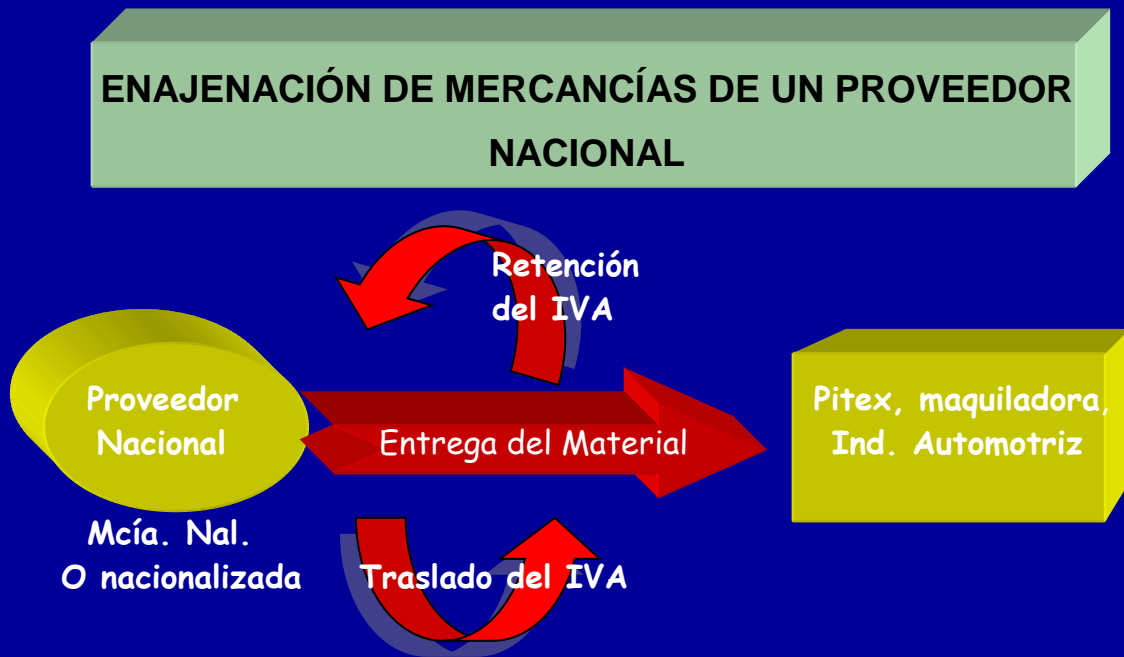 ENAJENACIÓN DE MERCANCÍAS DE UN PROVEEDOR
NACIONAL
Retención
del IVA
Proveedor
Nacional
Entrega del Material
Pitex, maquiladora,
Ind. Automotriz
Mcía. Nal.
O nacionalizada
Traslado del IVA